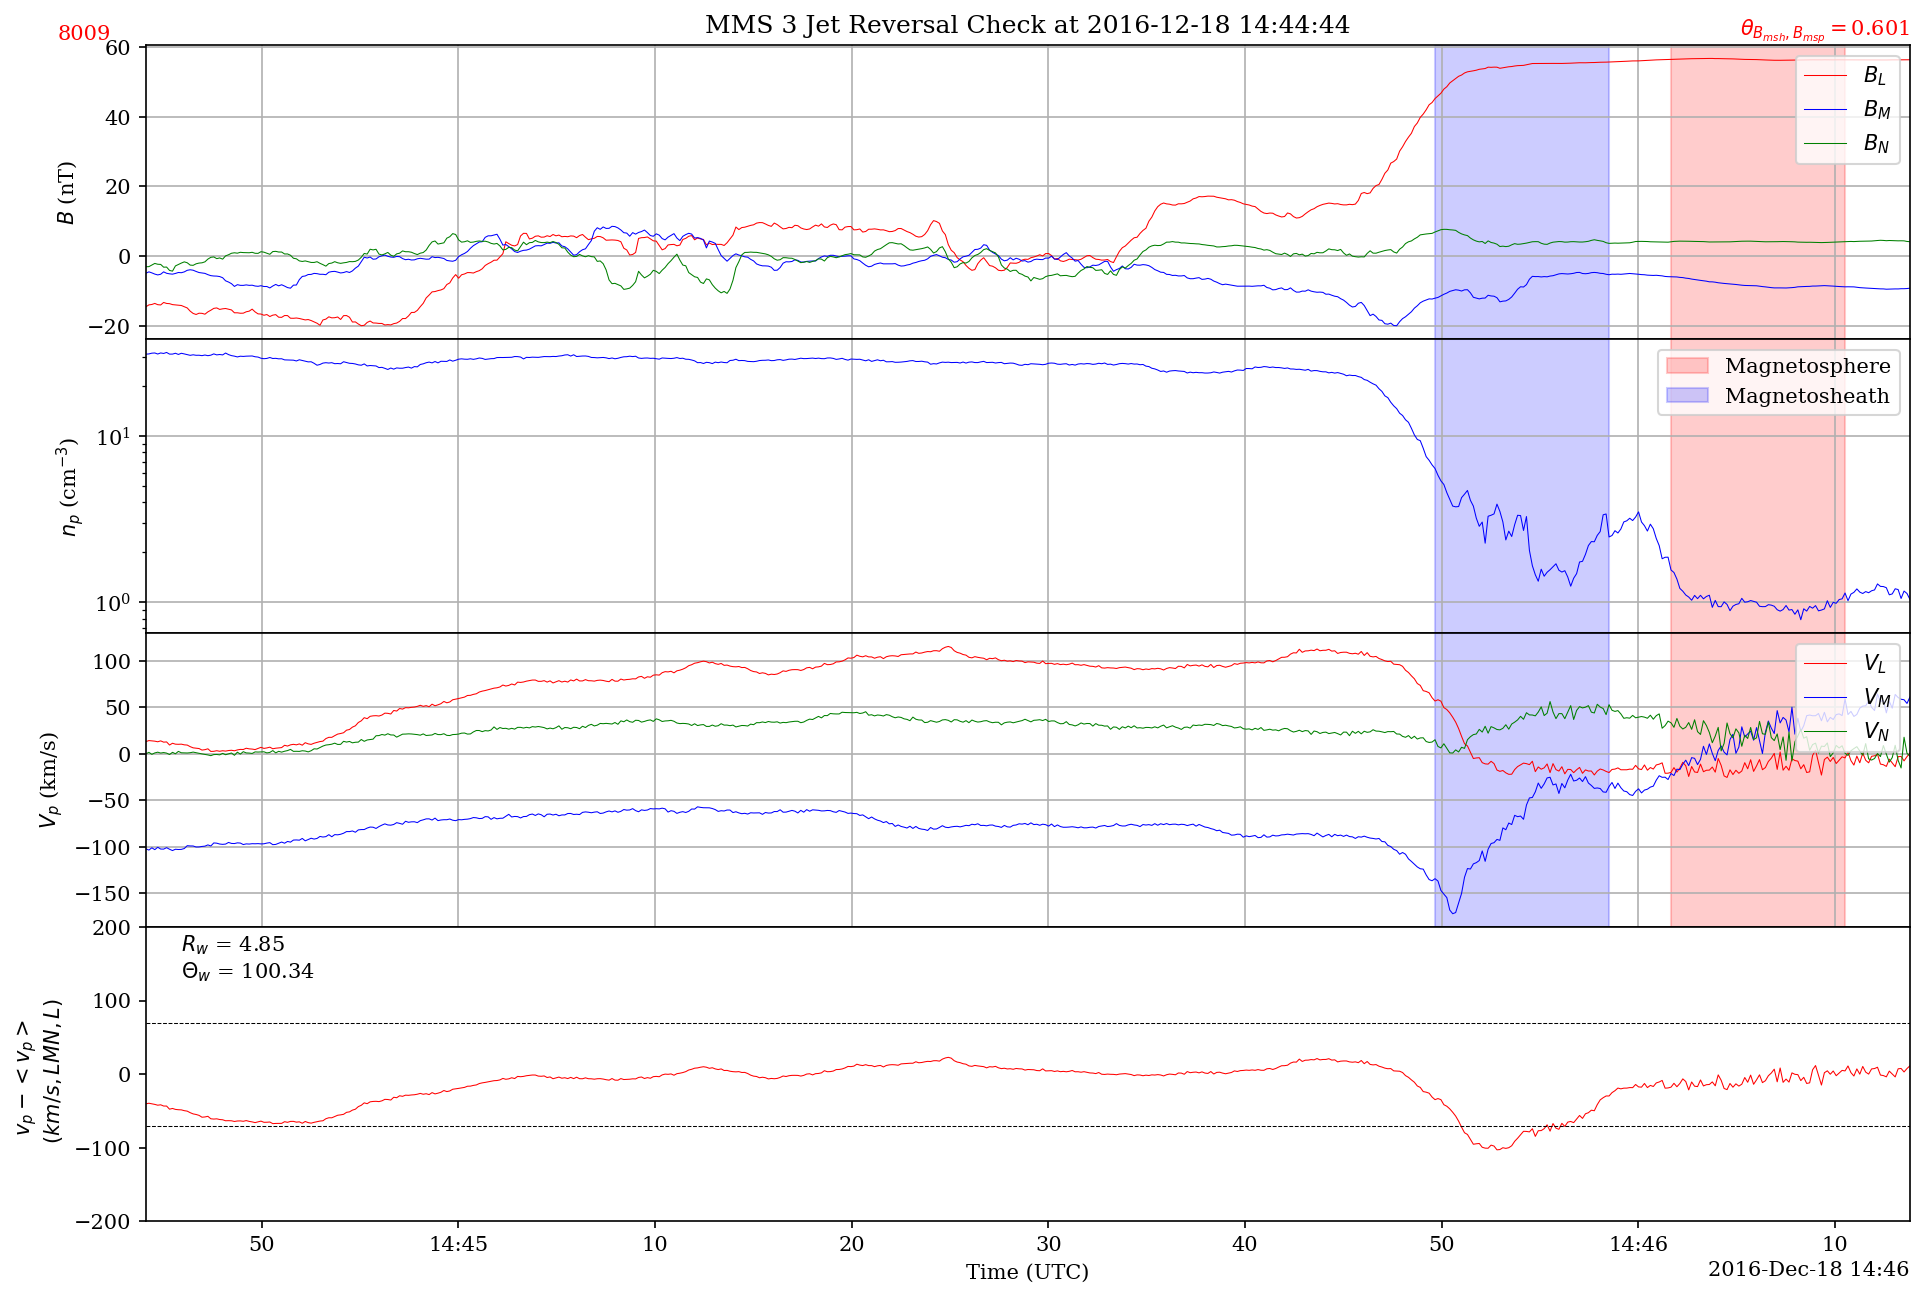 MMS 3 Jet Reversal Check at 2016-12-18 14:44:44
8009
θ_{B_{msh}, B_{msp}} = 0.601
60
40
20
0
−20
B (nT)
B_L
B_M
B_N
10^1
10^0
n_p (cm^{−3})
Magnetosphere
Magnetosheath
100
50
0
−50
−100
−150
V_p (km/s)
V_L
V_M
V_N
200
100
0
−100
−200
v_p − < v_p >
(km/s, LMN, L)
R_w = 4.85
Θ_w = 100.34
50 14:45 10 20 30 40 50 14:46 10
Time (UTC)
2016-Dec-18 14:46